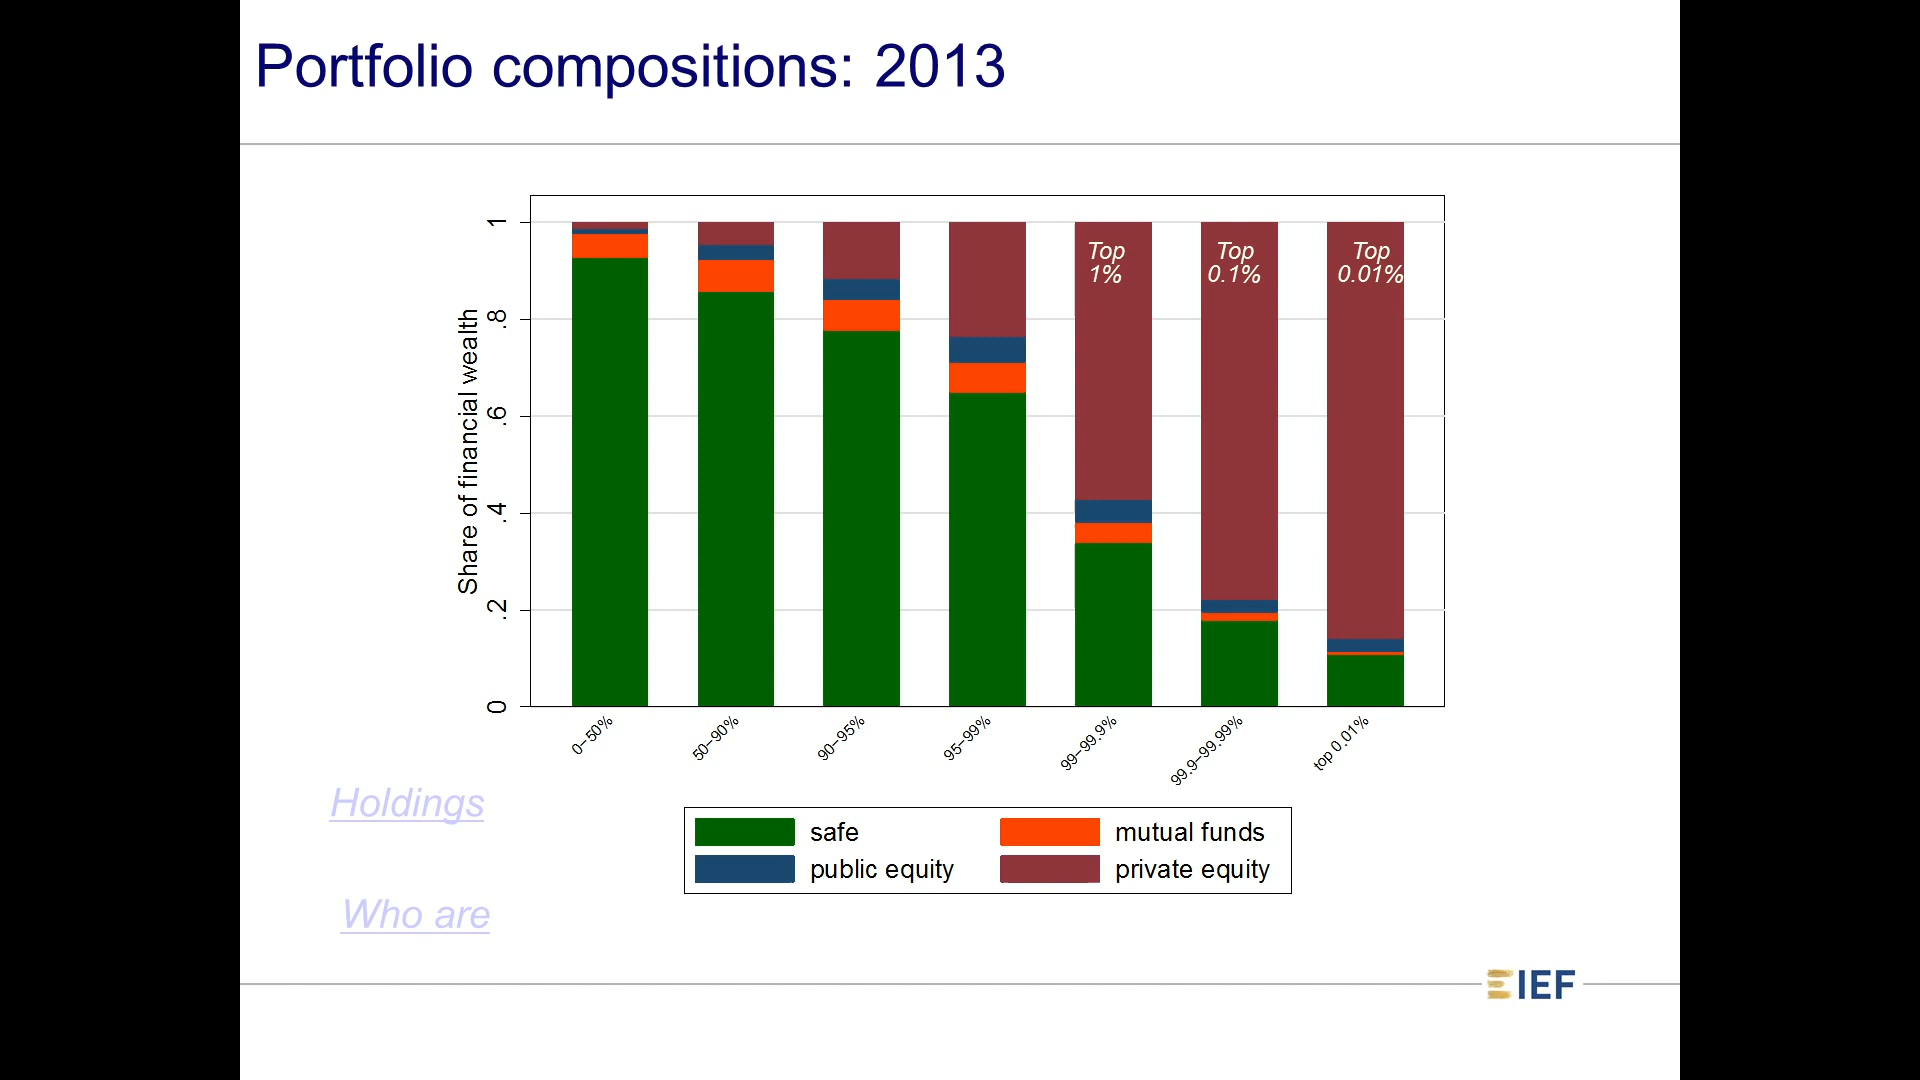 Portfolio compositions: 2013
Share of financial wealth
1
.8
.6
.4
.2
0
Top
1%
Top
0.1%
Top
0.01%
0−50%
50−90%
90−95%
95−99%
99−99.9%
99.9−99.99%
top 0.01%
safe
mutual funds
public equity
private equity
Holdings
Who are
EIEF